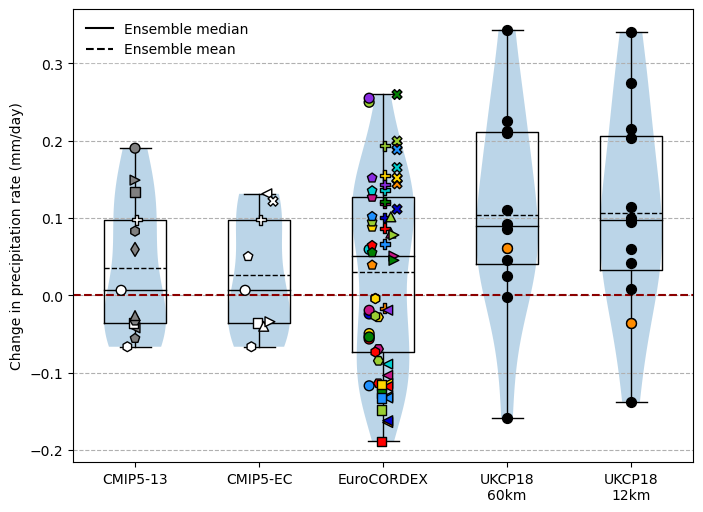 Ensemble median
Ensemble mean
Change in precipitation rate (mm/day)
0.3
0.2
0.1
0.0
−0.1
−0.2
CMIP5-13
CMIP5-EC
EuroCORDEX
UKCP18
60km
UKCP18
12km